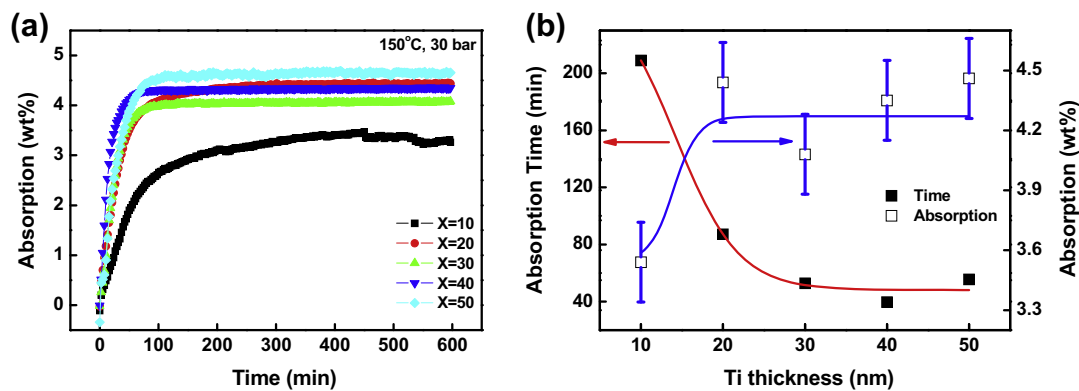 (a)
150°C, 30 bar
5
4
3
2
1
0
Absorption (wt%)
X=10
X=20
X=30
X=40
X=50
0 100 200 300 400 500 600
Time (min)
(b)
200
160
120
80
40
Absorption Time (min)
Time
Absorption
4.5
4.2
3.9
3.6
3.3
Absorption (wt%)
10 20 30 40 50
Ti thickness (nm)